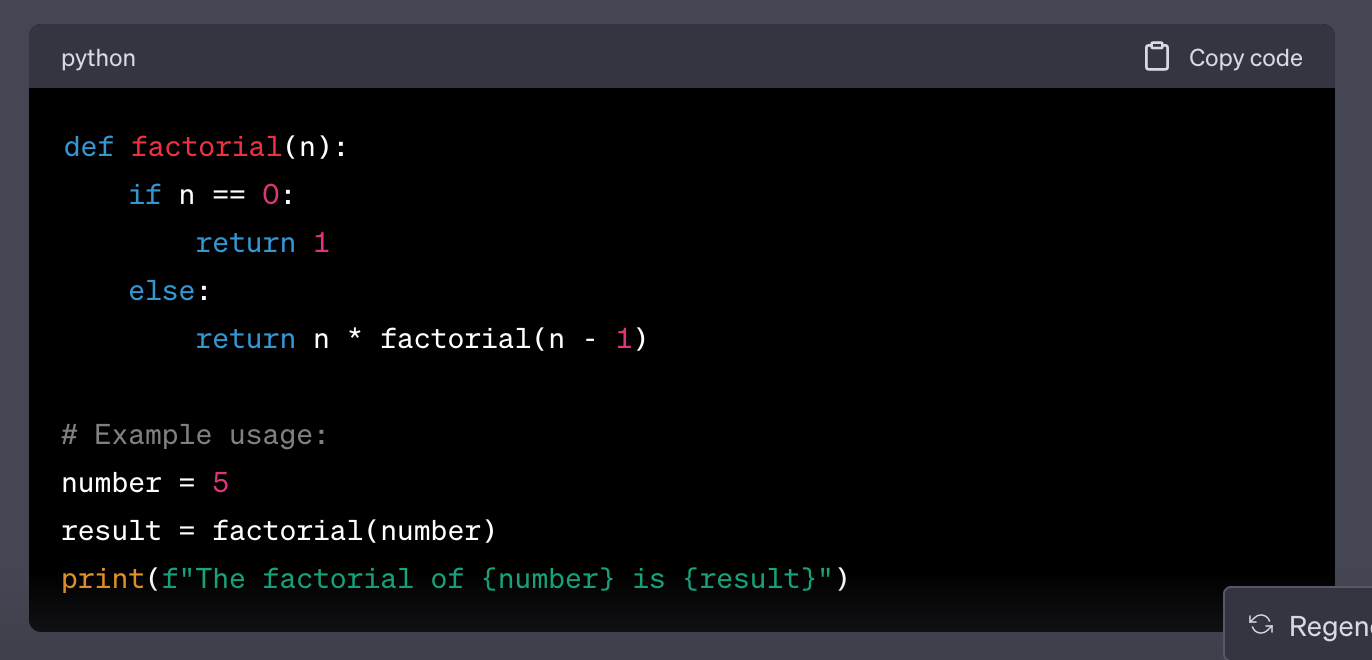 python
Copy code
def factorial(n):
    if n == 0:
        return 1
    else:
        return n * factorial(n - 1)

# Example usage:
number = 5
result = factorial(number)
print(f"The factorial of {number} is {result}")